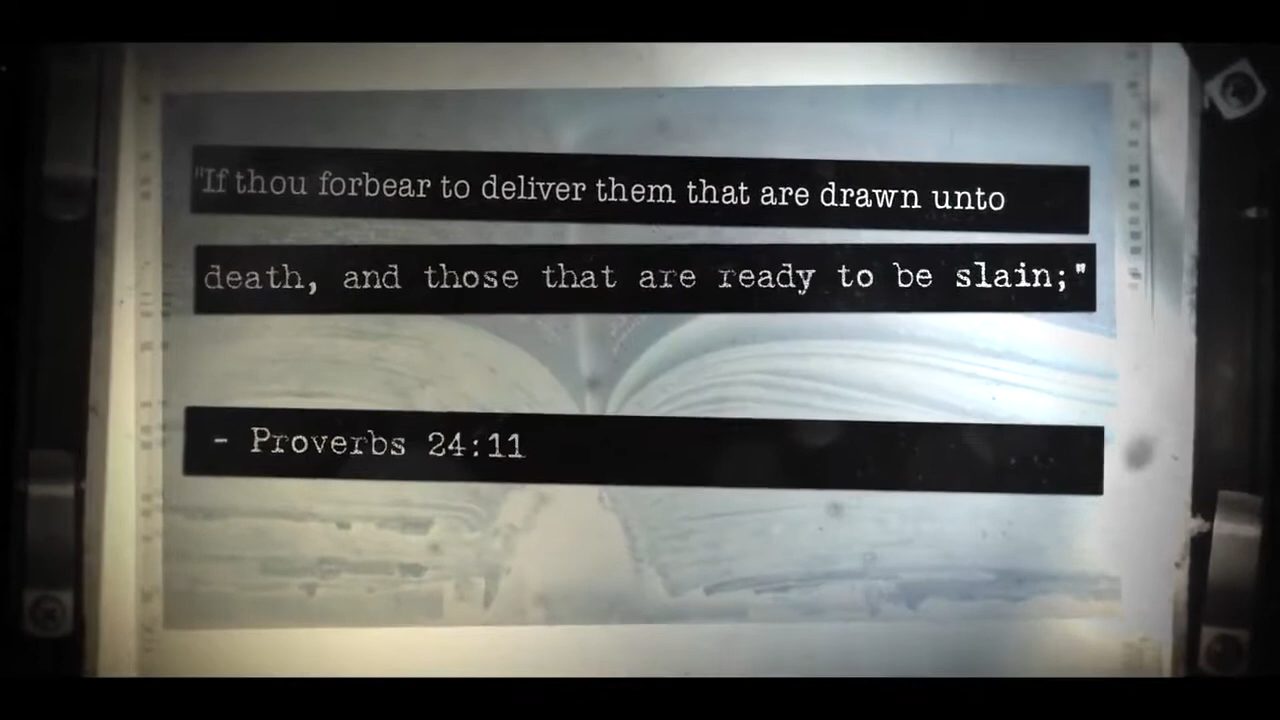 "If thou forbear to deliver them that are drawn unto
death, and those that are ready to be slain;"
- Proverbs 24:11